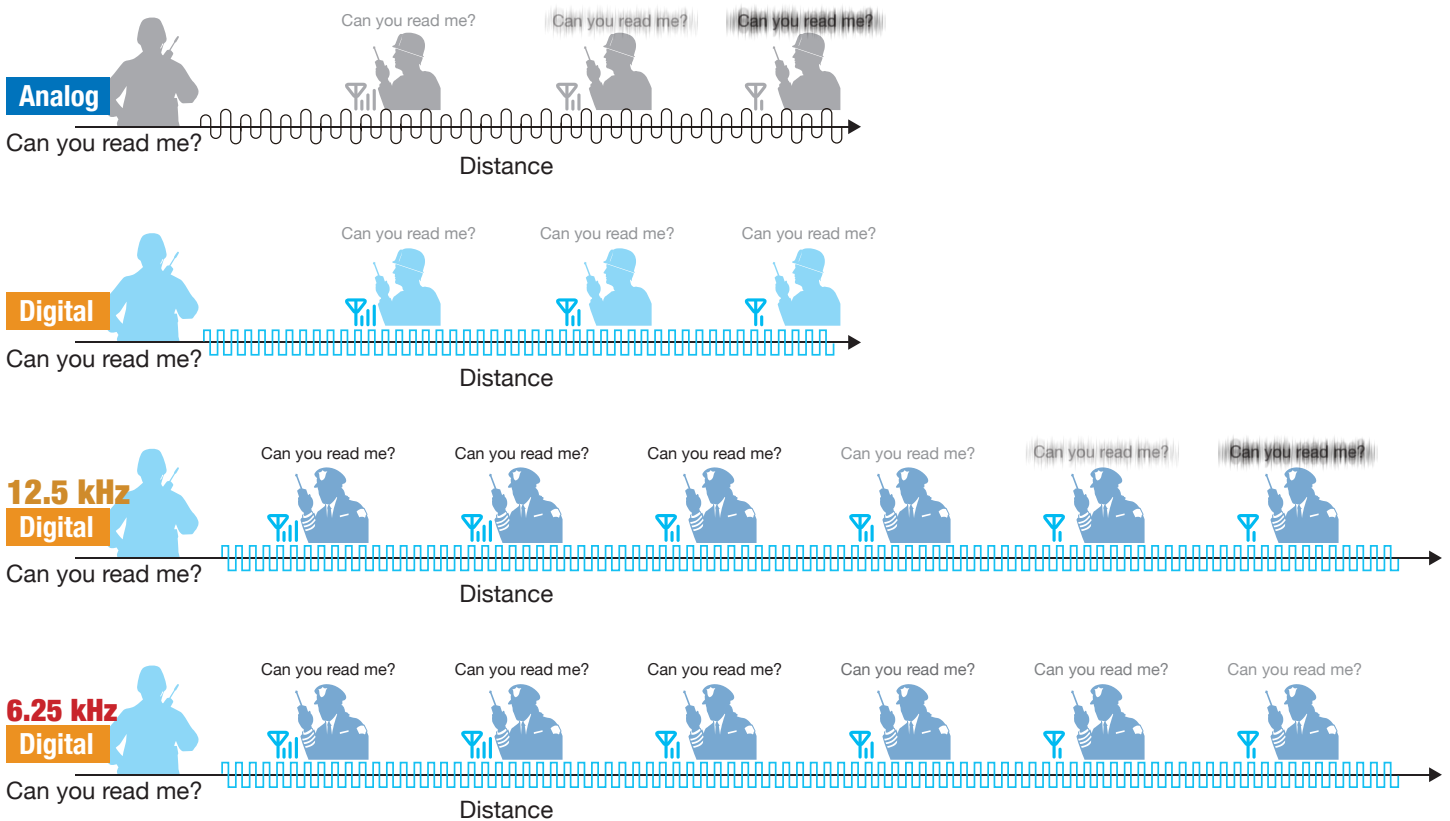 Can you read me? Can you read me? Can you read me?
Analog
Can you read me?
Distance
Can you read me? Can you read me? Can you read me?
Digital
Can you read me?
Distance
Can you read me? Can you read me? Can you read me? Can you read me? Can you read me? Can you read me?
12.5 kHz
Digital
Can you read me?
Distance
Can you read me? Can you read me? Can you read me? Can you read me? Can you read me? Can you read me?
6.25 kHz
Digital
Can you read me?
Distance